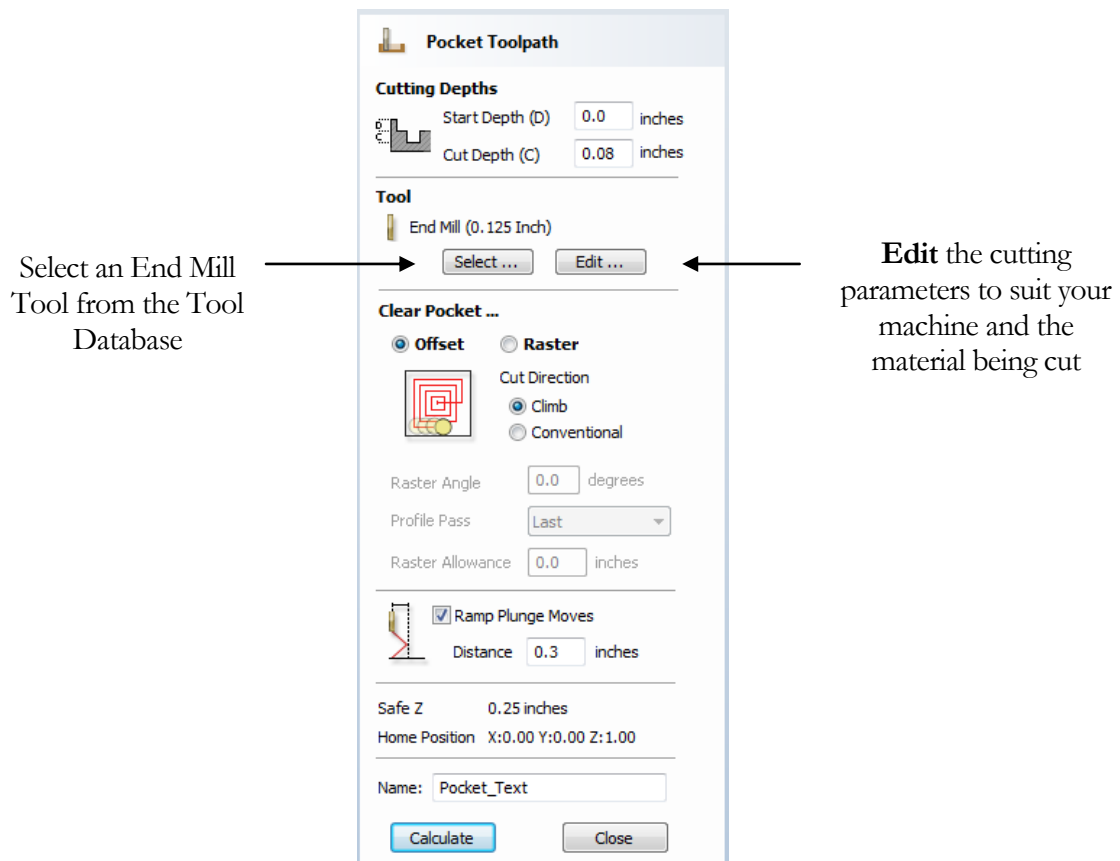 Pocket Toolpath
Cutting Depths
D
C
Start Depth (D) 0.0 inches
Cut Depth (C) 0.08 inches
Tool
End Mill (0.125 Inch)
Select ... Edit ...
Select an End Mill
Tool from the Tool
Database
Edit the cutting
parameters to suit your
machine and the
material being cut
Clear Pocket ...
Offset Raster
Cut Direction
Climb
Conventional
Raster Angle 0.0 degrees
Profile Pass Last
Raster Allowance 0.0 inches
Ramp Plunge Moves
Distance 0.3 inches
Safe Z 0.25 inches
Home Position X:0.00 Y:0.00 Z:1.00
Name: Pocket_Text
Calculate Close